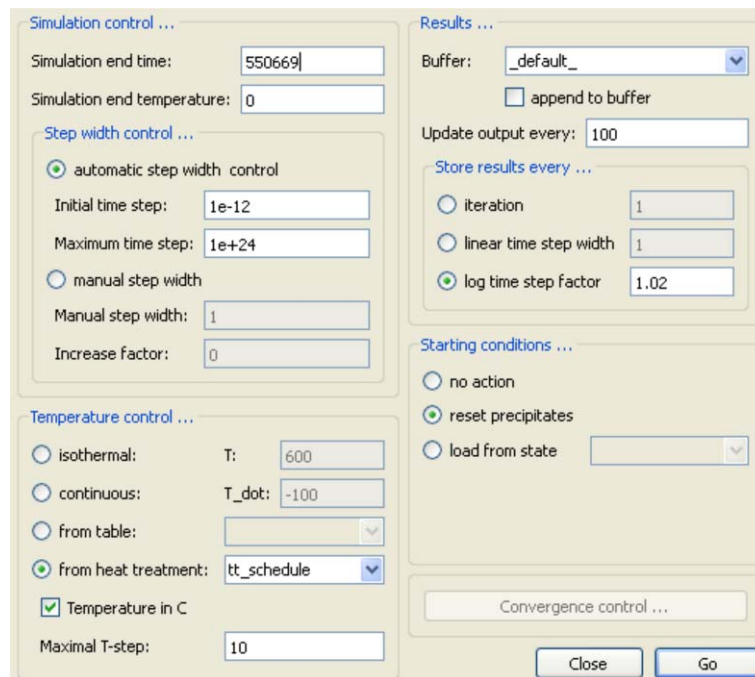 Simulation control ...
Simulation end time: 550669
Simulation end temperature: 0
Step width control ...
automatic step width control
Initial time step: 1e-12
Maximum time step: 1e+24
manual step width
Manual step width: 1
Increase factor: 0
Temperature control ...
isothermal: T: 600
continuous: T_dot: -100
from table:
from heat treatment: tt_schedule
Temperature in C
Maximal T-step: 10
Results ...
Buffer: _default_
append to buffer
Update output every: 100
Store results every ...
iteration 1
linear time step width 1
log time step factor 1.02
Starting conditions ...
no action
reset precipitates
load from state
Convergence control ...
Close Go